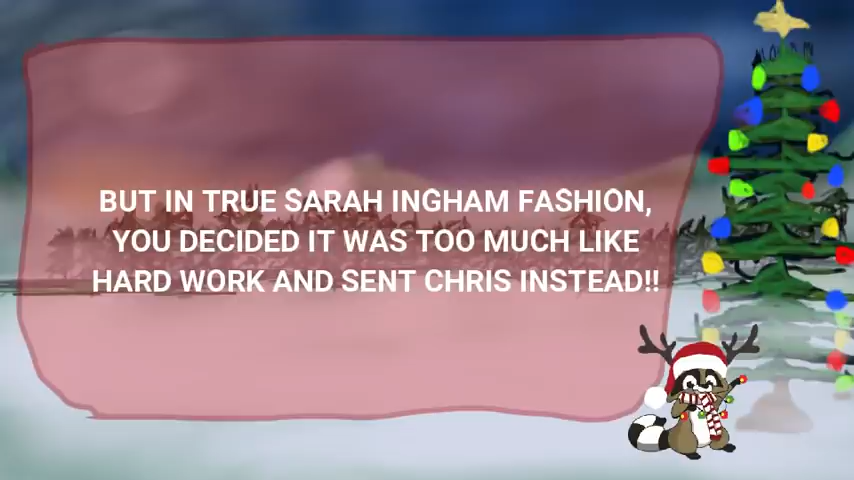 BUT IN TRUE SARAH INGHAM FASHION,
YOU DECIDED IT WAS TOO MUCH LIKE
HARD WORK AND SENT CHRIS INSTEAD!!